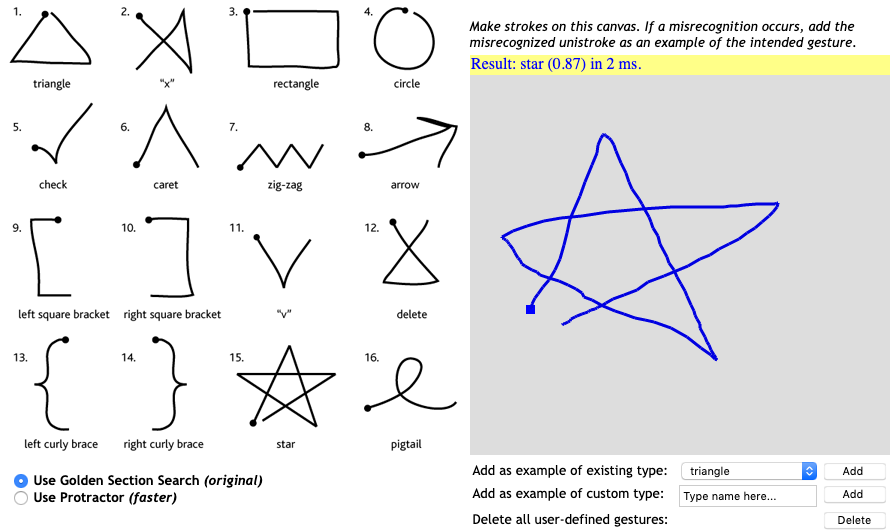 1.
2.
3.
4.
triangle
"x"
rectangle
circle
5.
6.
7.
8.
check
caret
zig-zag
arrow
9.
10.
11.
12.
left square bracket
right square bracket
"v"
delete
13.
14.
15.
16.
left curly brace
right curly brace
star
pigtail
Use Golden Section Search (original)
Use Protractor (faster)
Make strokes on this canvas. If a misrecognition occurs, add the
misrecognized unistroke as an example of the intended gesture.
Result: star (0.87) in 2 ms.
Add as example of existing type: triangle Add
Add as example of custom type: Type name here... Add
Delete all user-defined gestures: Delete